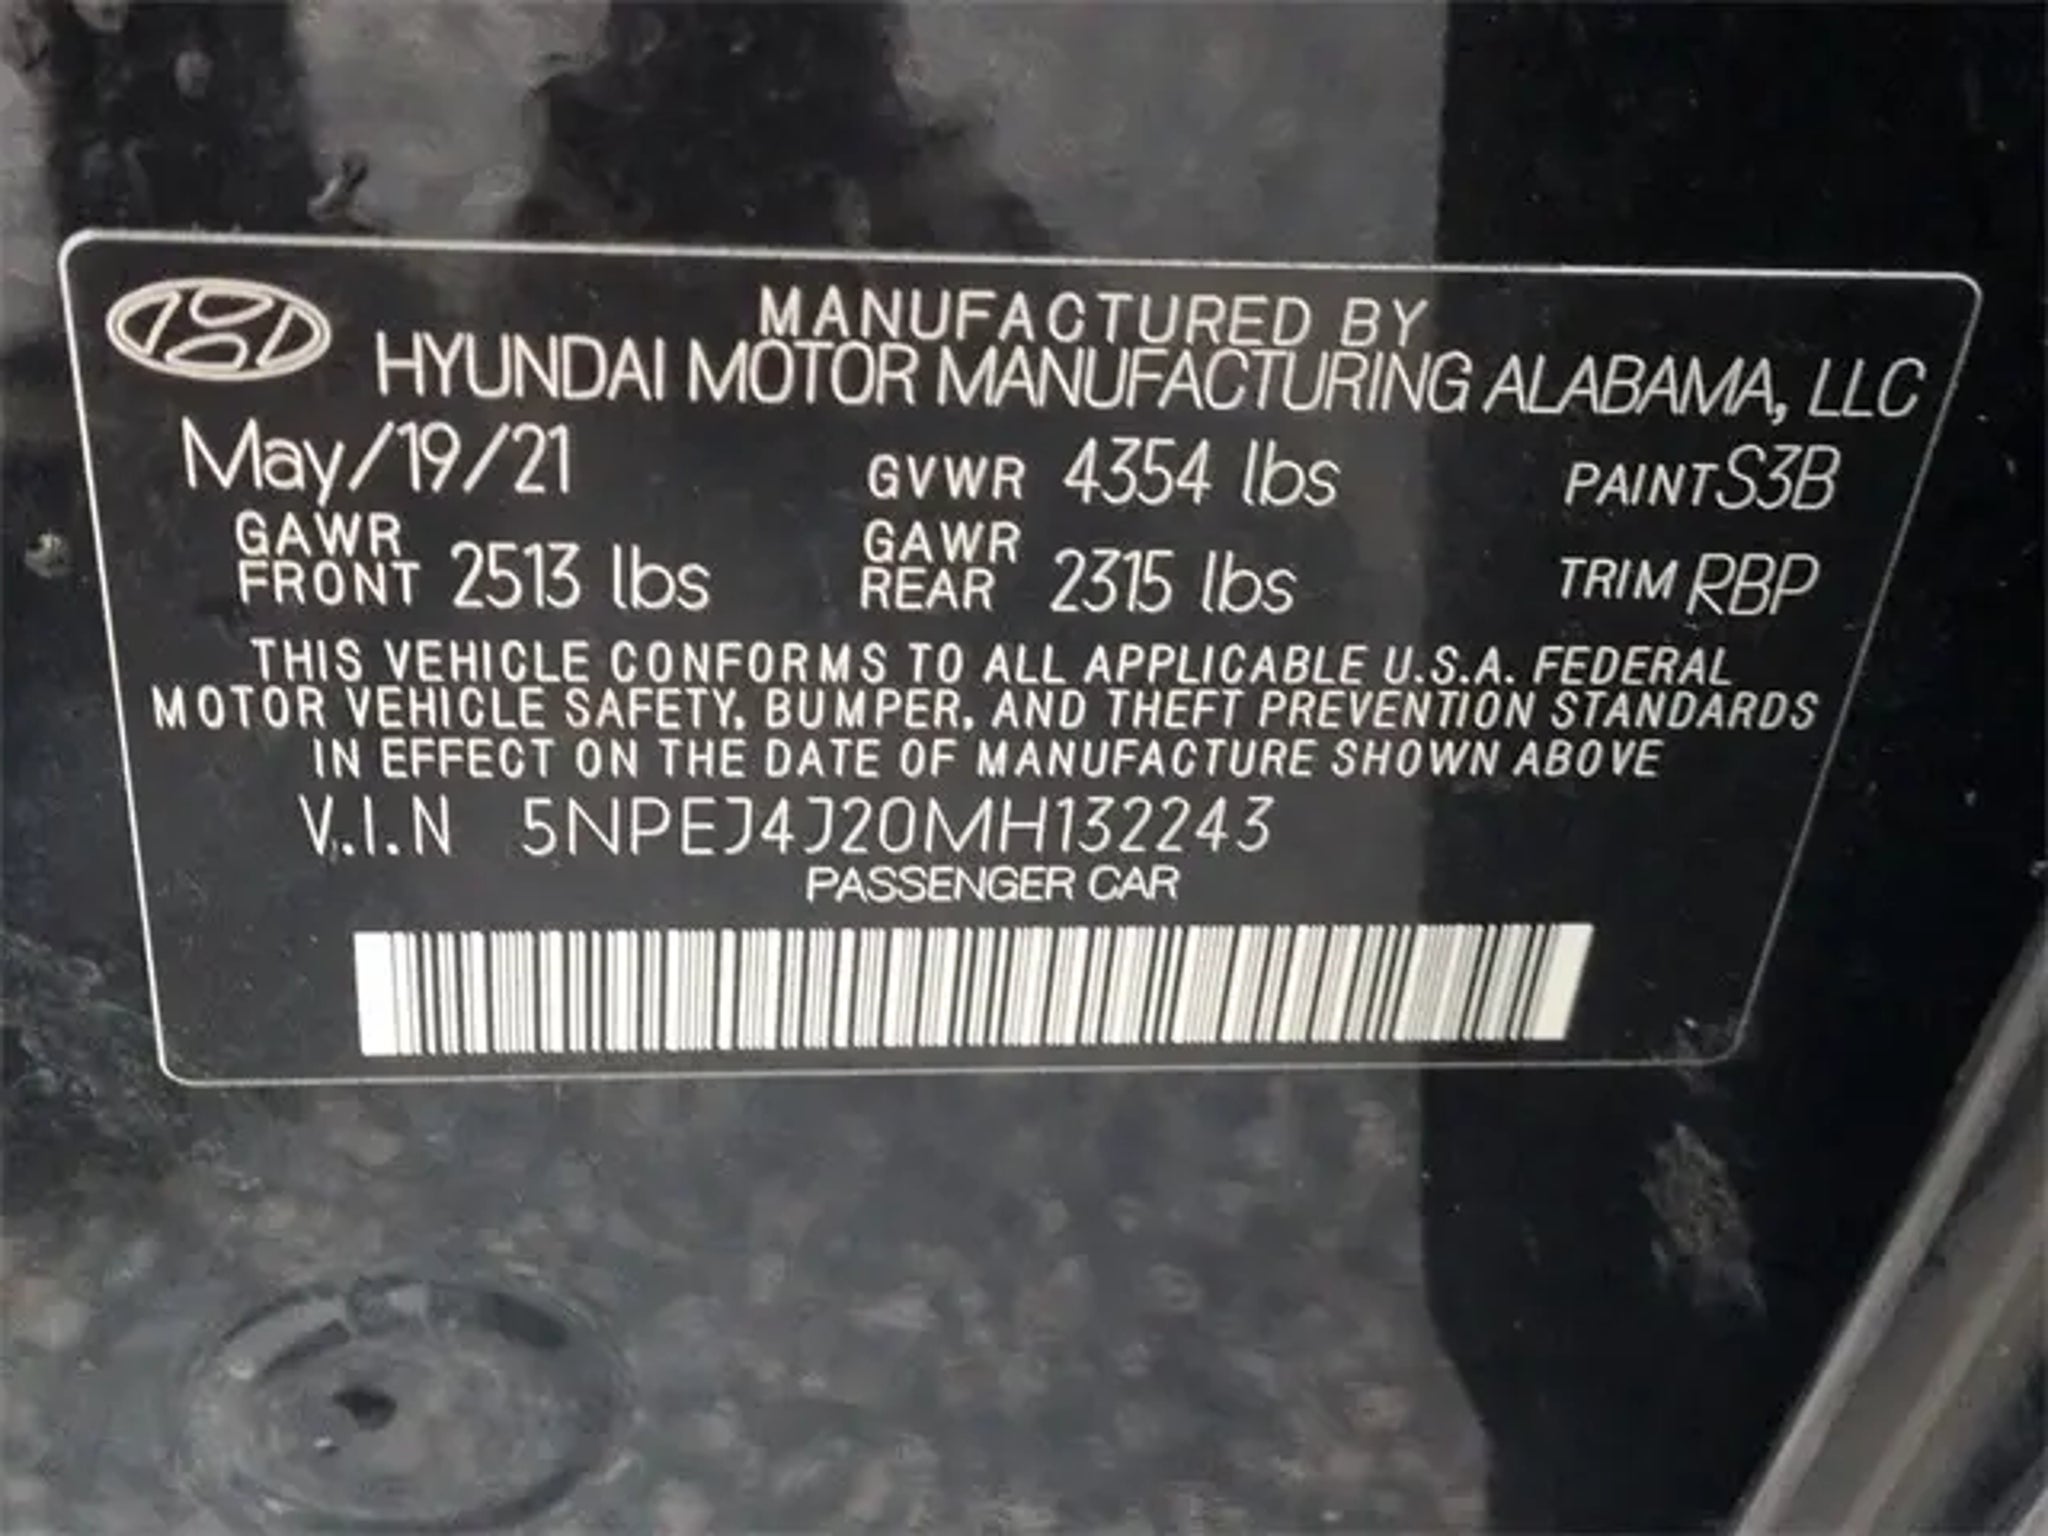 MANUFACTURED BY
HYUNDAI MOTOR MANUFACTURING ALABAMA, LLC
May/19/21 GVWR 4354 lbs PAINT S3B
GAWR FRONT 2513 lbs GAWR REAR 2315 lbs TRIM RBP
THIS VEHICLE CONFORMS TO ALL APPLICABLE U.S.A. FEDERAL
MOTOR VEHICLE SAFETY, BUMPER, AND THEFT PREVENTION STANDARDS
IN EFFECT ON THE DATE OF MANUFACTURE SHOWN ABOVE
V.I.N 5NPEJ4J20MH132243
PASSENGER CAR